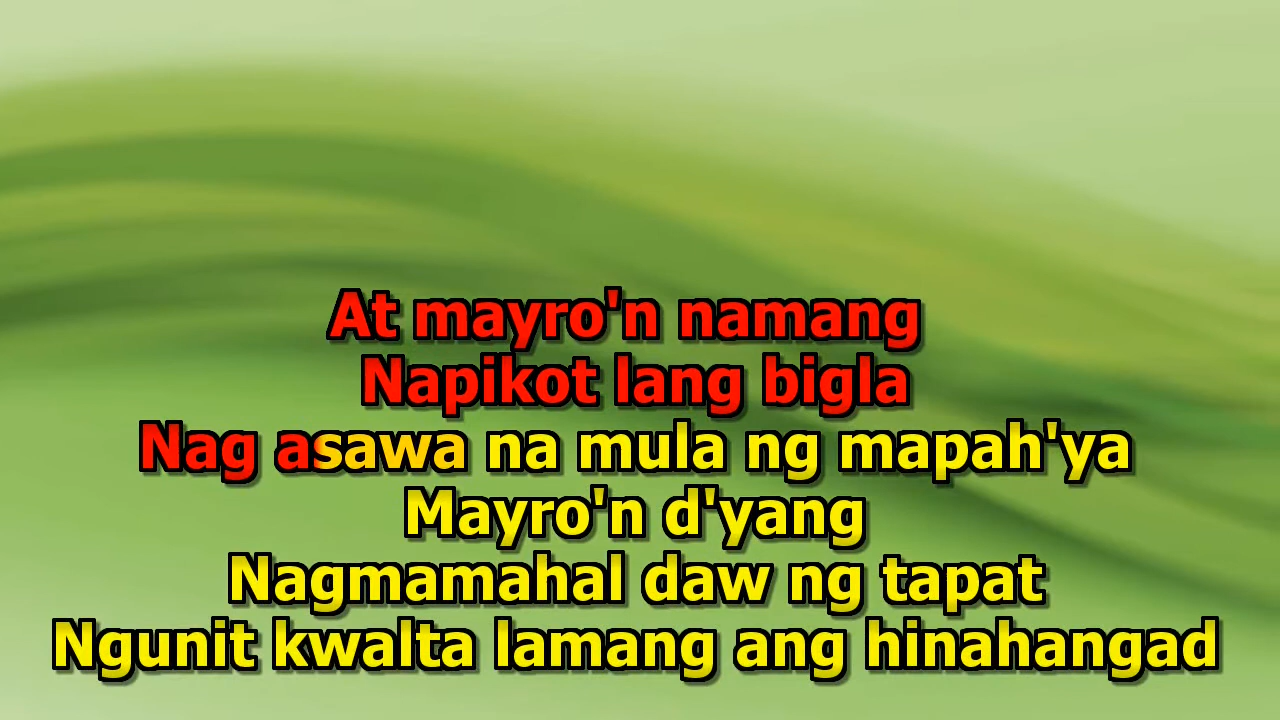 At mayro'n namang
Napikot lang bigla
Nag asawa na mula ng mapah'ya
Mayro'n d'yang
Nagmamahal daw ng tapat
Ngunit kwalta lamang ang hinahangad